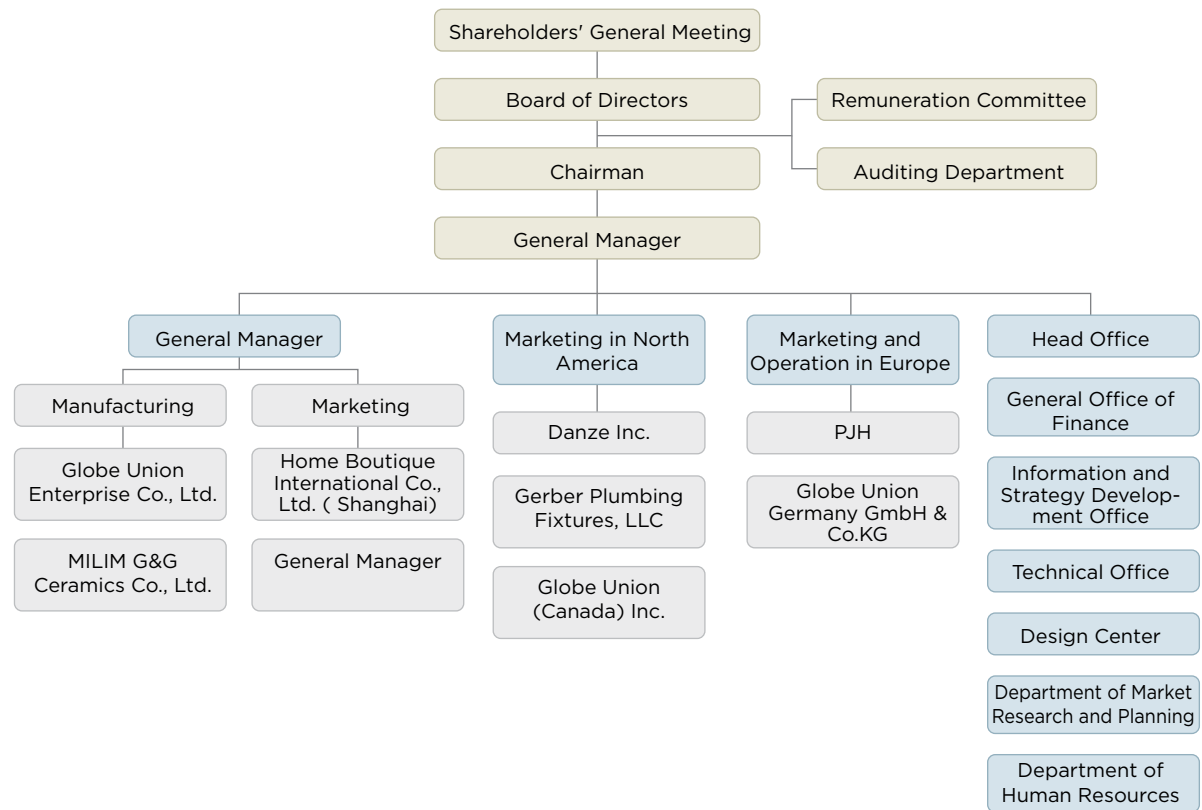 Shareholders' General Meeting
Board of Directors
Remuneration Committee
Chairman
Auditing Department
General Manager
General Manager
Marketing in North
America
Marketing and
Operation in Europe
Head Office
Manufacturing
Marketing
Danze Inc.
PJH
General Office of
Finance
Globe Union
Enterprise Co., Ltd.
Home Boutique
International Co.,
Ltd. ( Shanghai)
Gerber Plumbing
Fixtures, LLC
Globe Union
Germany GmbH &
Co.KG
Information and
Strategy Develop-
ment Office
MILIM G&G
Ceramics Co., Ltd.
General Manager
Globe Union
(Canada) Inc.
Technical Office
Design Center
Department of Market
Research and Planning
Department of
Human Resources